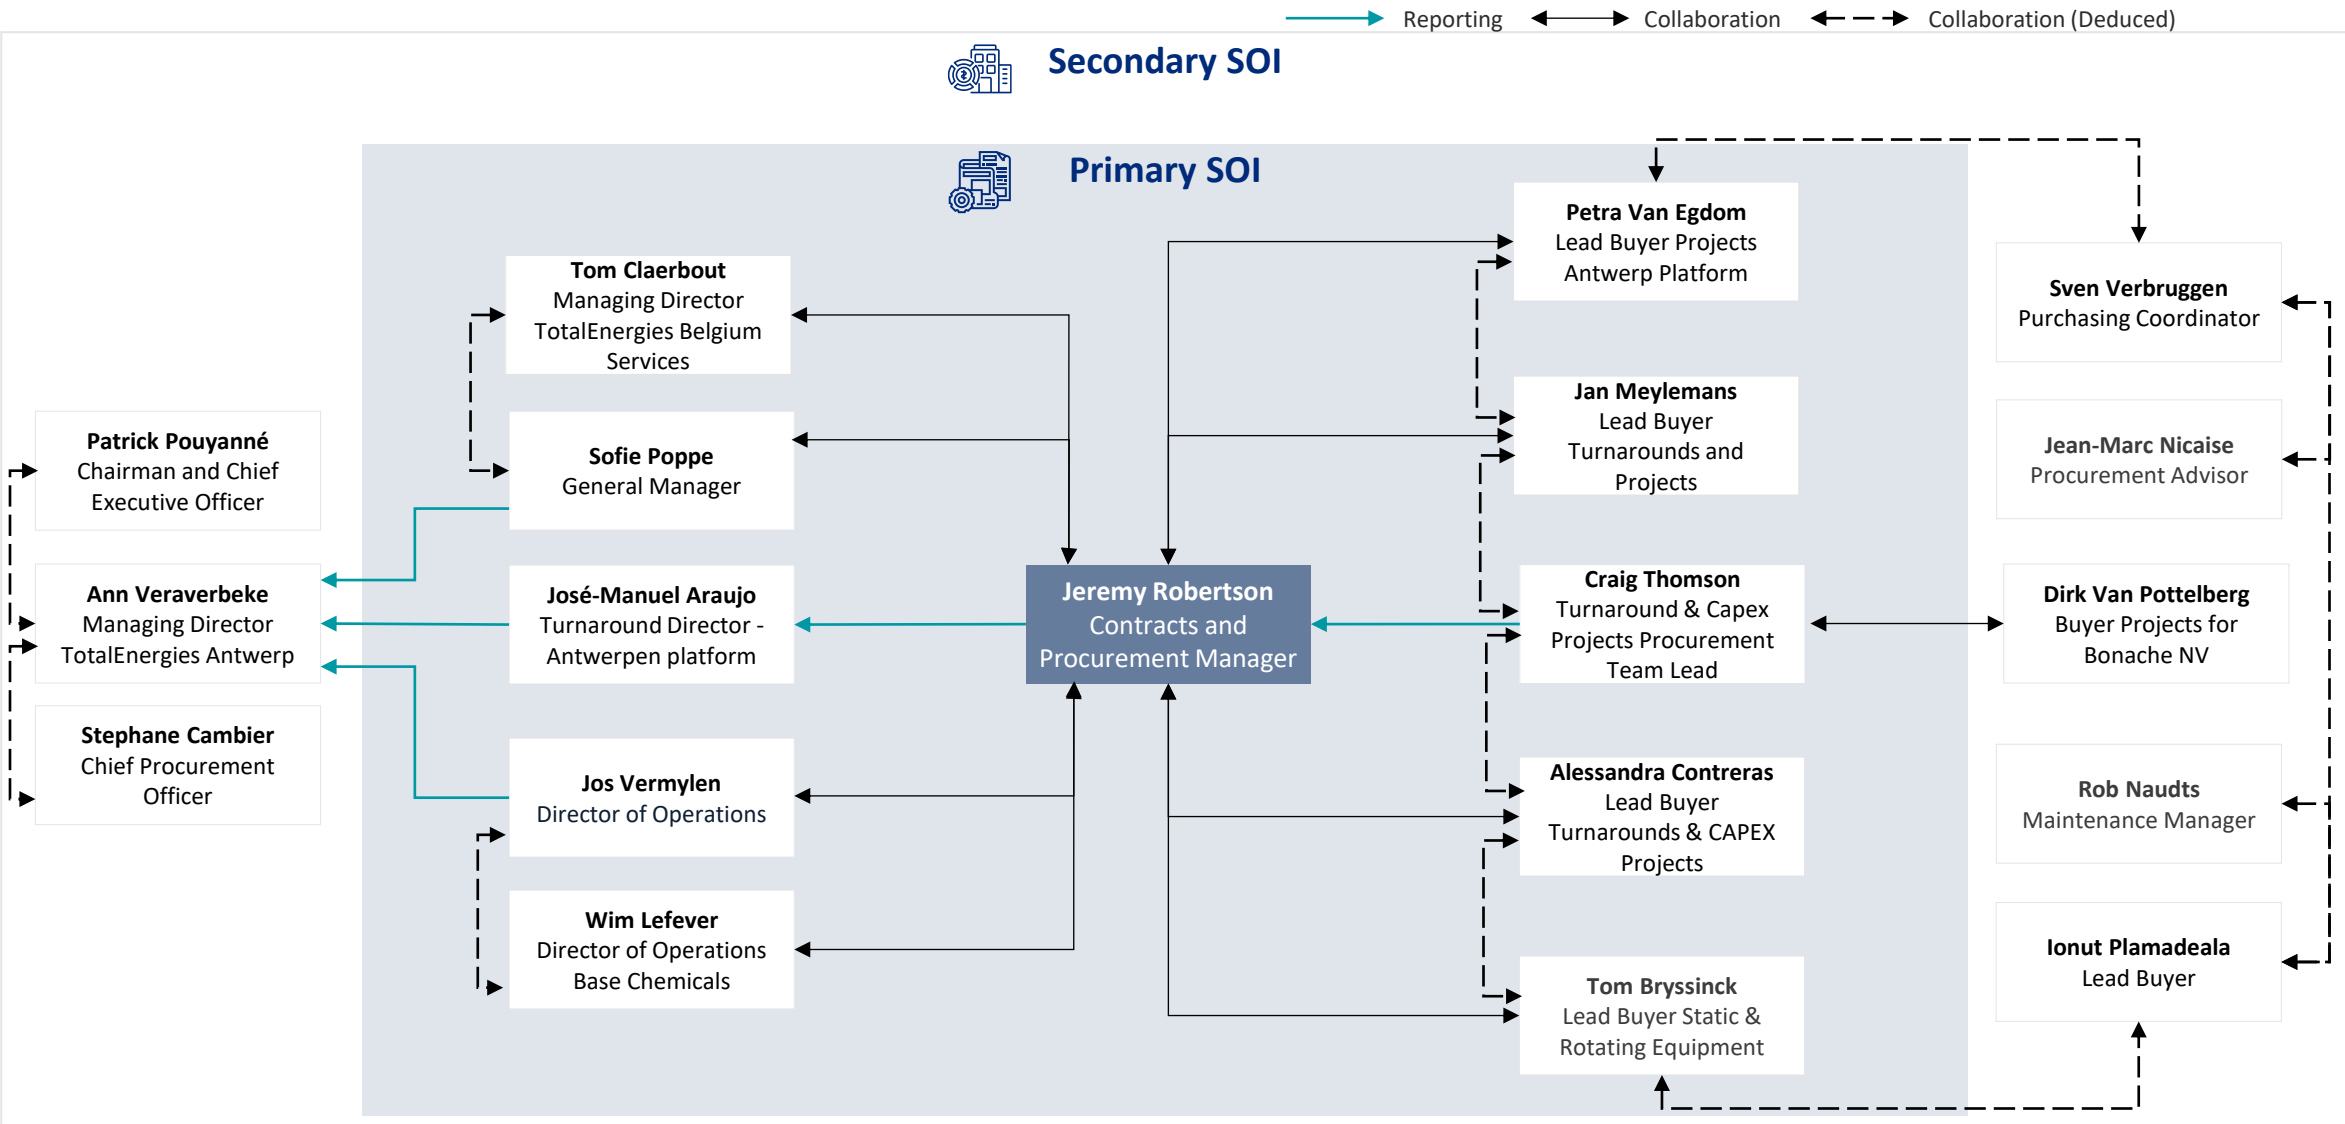 Reporting
Collaboration
Collaboration (Deduced)
Secondary SOI
Primary SOI
Patrick Pouyanné
Chairman and Chief
Executive Officer
Ann Veraverbeke
Managing Director
TotalEnergies Antwerp
Stephane Cambier
Chief Procurement
Officer
Tom Claerbout
Managing Director
TotalEnergies Belgium
Services
Sofie Poppe
General Manager
José-Manuel Araujo
Turnaround Director -
Antwerpen platform
Jos Vermylen
Director of Operations
Wim Lefever
Director of Operations
Base Chemicals
Jeremy Robertson
Contracts and
Procurement Manager
Petra Van Egdom
Lead Buyer Projects
Antwerp Platform
Jan Meylemans
Lead Buyer
Turnarounds and
Projects
Craig Thomson
Turnaround & Capex
Projects Procurement
Team Lead
Alessandra Contreras
Lead Buyer
Turnarounds & CAPEX
Projects
Tom Bryssinck
Lead Buyer Static &
Rotating Equipment
Sven Verbruggen
Purchasing Coordinator
Jean-Marc Nicaise
Procurement Advisor
Dirk Van Pottelberg
Buyer Projects for
Bonache NV
Rob Naudts
Maintenance Manager
Ionut Plamadeala
Lead Buyer